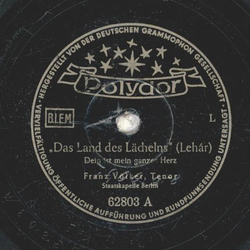 HERGESTELLT VON DER DEUTSCHEN GRAMMOPHON GESELLSCHAFT
Polydor
B.I.E.M.
L
„Das Land des Lächelns" (Lehár)
Dein ist mein ganzes Herz
Franz Völker, Tenor
Staatskapelle Berlin
62803 A
VERVIELFÄLTIGUNG ÖFFENTLICHE AUFFÜHRUNG UND RUNDFUNKSENDUNG UNTERSAGT